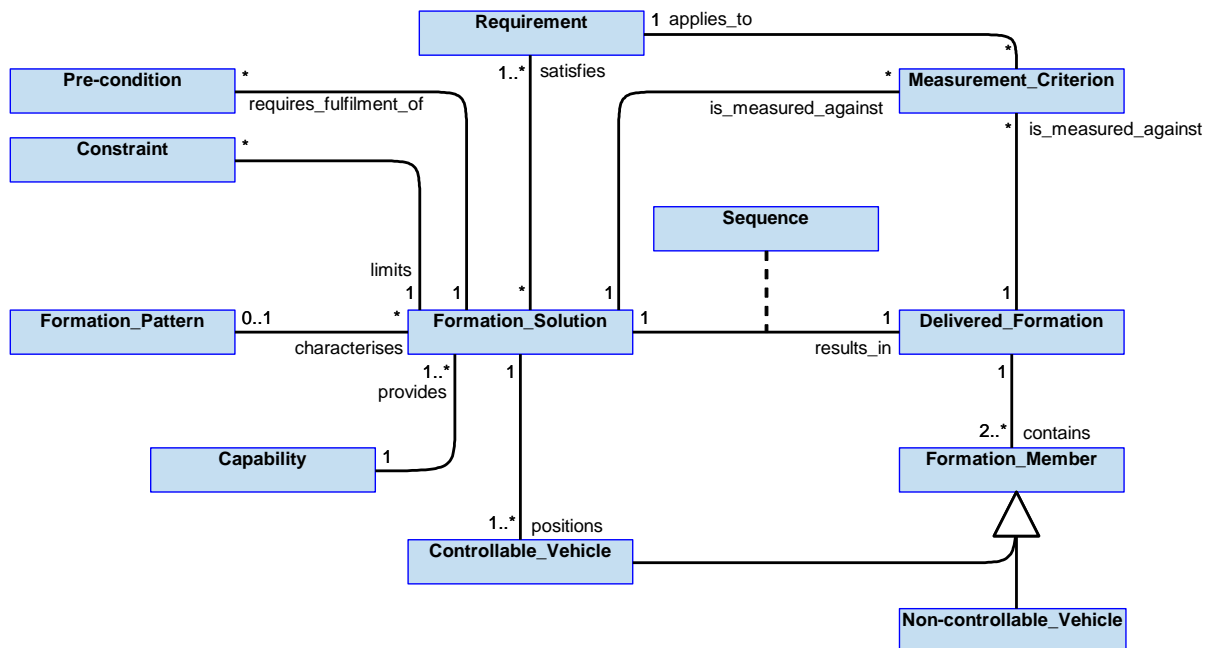 Requirement
1 applies_to
1..* satisfies
*
Pre-condition
*
requires_fulfilment_of
*
is_measured_against
Measurement_Criterion
* is_measured_against
Constraint
*
Sequence
limits
1
1
*
1
1
Formation_Pattern
0..1
*
characterises
Formation_Solution
1
1
results_in
Delivered_Formation
1..*
provides
1
1
Capability
1
2..* contains
Formation_Member
1..* positions
Controllable_Vehicle
Non-controllable_Vehicle